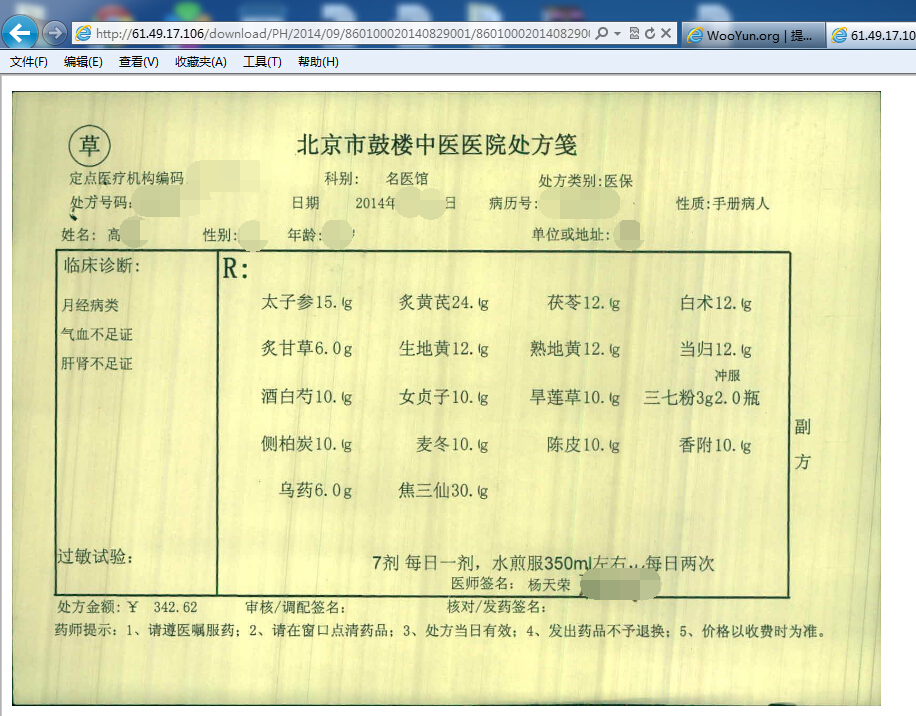 http://61.49.17.106/download/PH/2014/09/860100020140829001/86010002014082900
WooYun.org | 提...
61.49.17.10
文件(F) 编辑(E) 查看(V) 收藏夹(A) 工具(T) 帮助(H)
草
北京市鼓楼中医医院处方笺
定点医疗机构编码 科别: 名医馆 处方类别:医保
处方号码: 日期 2014年 日 病历号: 性质:手册病人
姓名: 高 性别: 年龄: 单位或地址:
临床诊断: R:
月经病类
气血不足证
肝肾不足证
太子参15.0g 炙黄芪24.0g 茯苓12.0g 白术12.0g
炙甘草6.0g 生地黄12.0g 熟地黄12.0g 当归12.0g
冲服
酒白芍10.0g 女贞子10.0g 旱莲草10.0g 三七粉3g2.0瓶
侧柏炭10.0g 麦冬10.0g 陈皮10.0g 香附10.0g
乌药6.0g 焦三仙30.0g
副方
过敏试验:
7剂 每日一剂，水煎服350ml左右，每日两次
医师签名: 杨天荣
处方金额:￥ 342.62 审核/调配签名: 核对/发药签名:
药师提示: 1、请遵医嘱服药; 2、请在窗口点清药品; 3、处方当日有效; 4、发出药品不予退换; 5、价格以收费时为准。